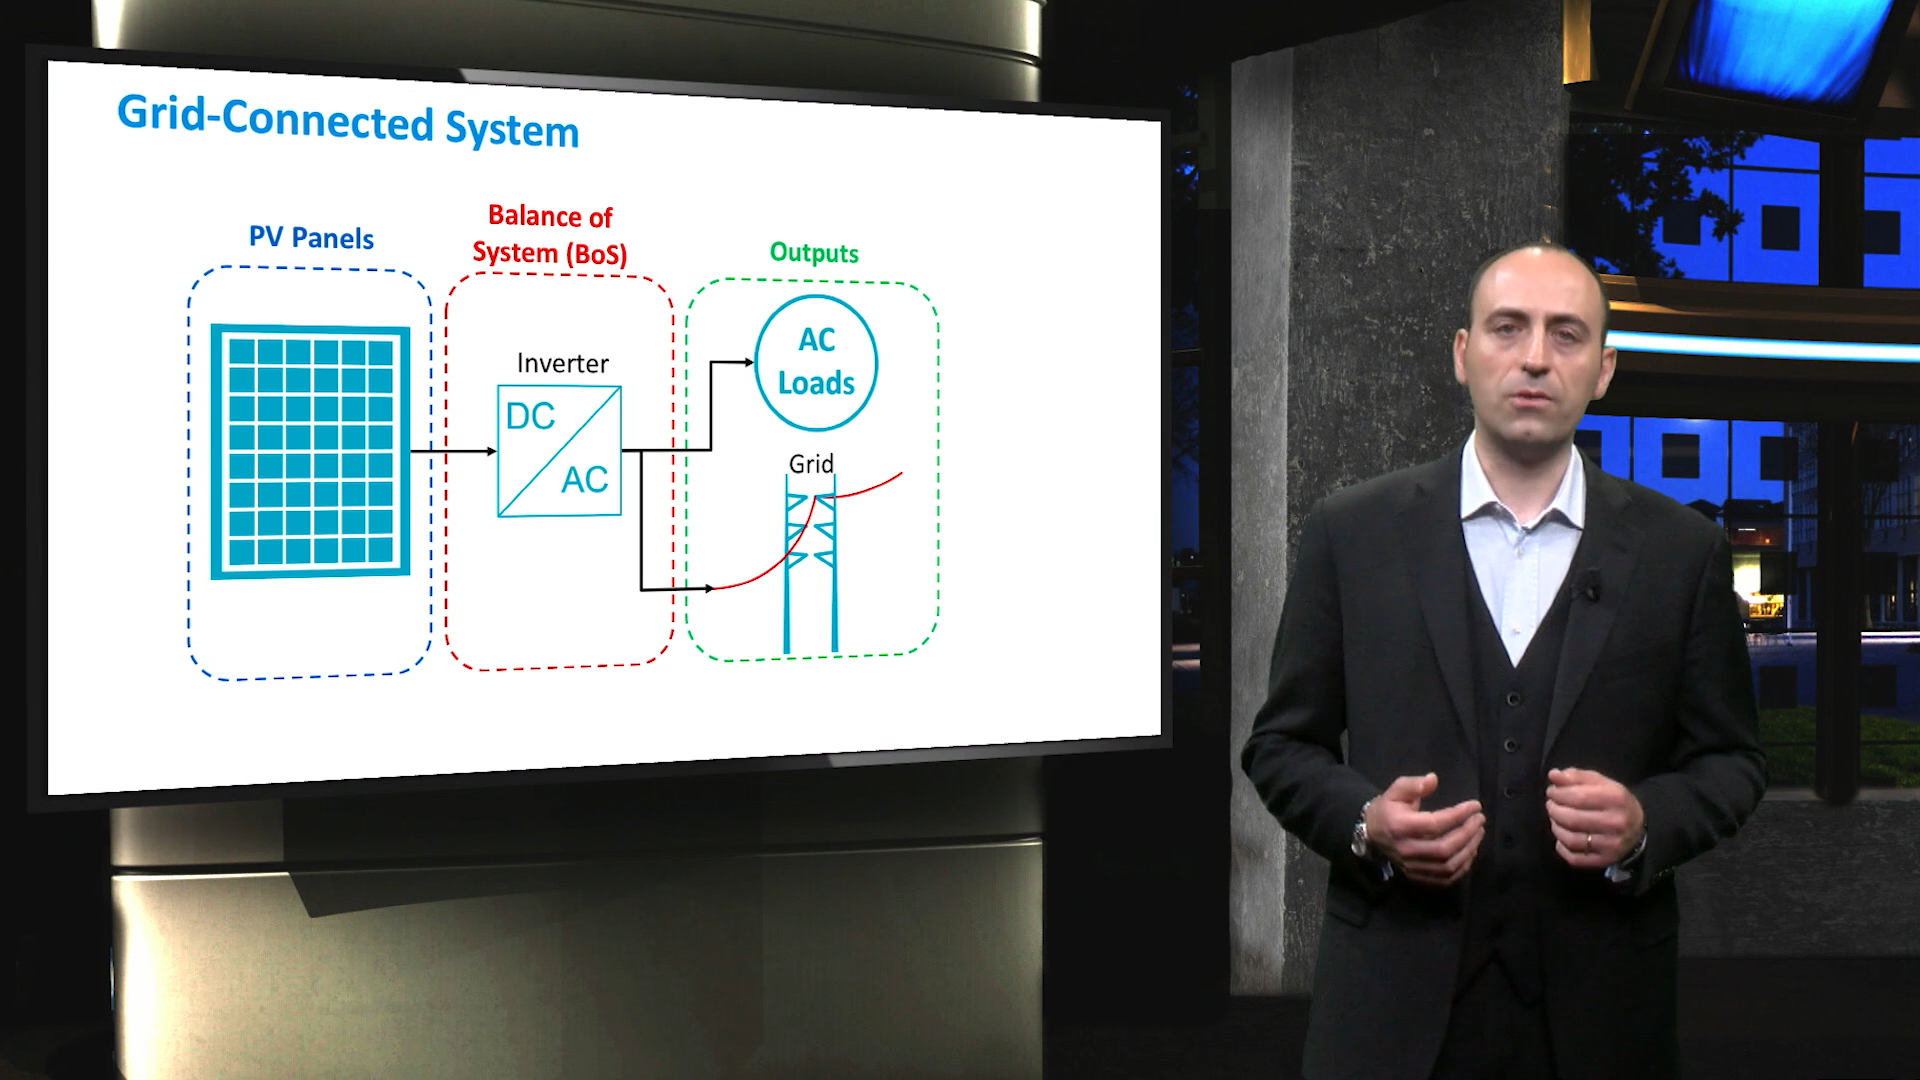 Grid-Connected System
PV Panels
Balance of
System (BoS)
Outputs
Inverter
DC
AC
AC
Loads
Grid